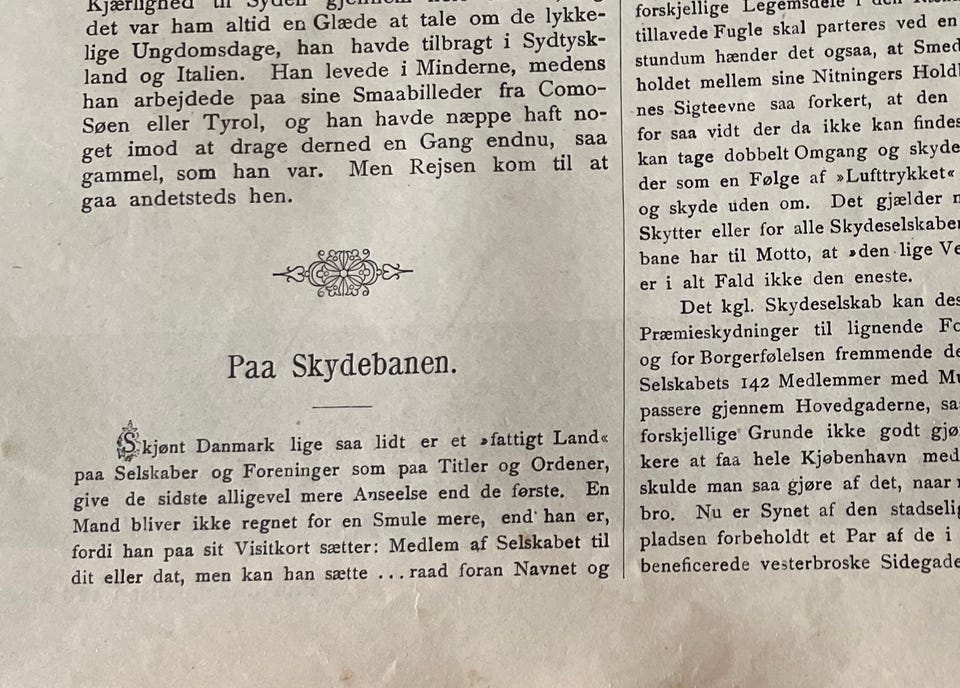 Kjærlighed til Syden gjennem
det var ham altid en Glæde at tale om de lykke-
lige Ungdomsdage, han havde tilbragt i Sydtysk-
land og Italien. Han levede i Minderne, medens
han arbejdede paa sine Smaabilleder fra Como-
Søen eller Tyrol, og han havde næppe haft no-
get imod at drage derned en Gang endnu, saa
gammel, som han var. Men Rejsen kom til at
gaa andetsteds hen.
Paa Skydebanen.
Skjønt Danmark lige saa lidt er et »fattigt Land«
paa Selskaber og Foreninger som paa Titler og Ordener,
give de sidste alligevel mere Anseelse end de første. En
Mand bliver ikke regnet for en Smule mere, end han er,
fordi han paa sit Visitkort sætter: Medlem af Selskabet til
dit eller dat, men kan han sætte ... raad foran Navnet og
forskjellige Legemsdele i den
tillavede Fugle skal parteres ved en
stundum hænder det ogsaa, at Smed
holdet mellem sine Nitningers Hold
nes Sigteevne saa forkert, at den
for saa vidt der da ikke kan findes
kan tage dobbelt Omgang og skyde
der som en Følge af »Lufttrykket«
og skyde uden om. Det gjælder
Skytter eller for alle Skydeselskaber
bane har til Motto, at »den lige Ve
er i alt Fald ikke den eneste.
Det kgl. Skydeselskab kan des
Præmieskydninger til lignende Fo
og for Borgerfølelsen fremmende de
Selskabets 142 Medlemmer med Mu
passere gjennem Hovedgaderne, sa
forskjellige Grunde ikke godt gjø
kere at faa hele Kjøbenhavn med
skulde man saa gjøre af det, naar
bro. Nu er Synet af den stadselig
pladsen forbeholdt et Par af de i
beneficerede vesterbroske Sidegade